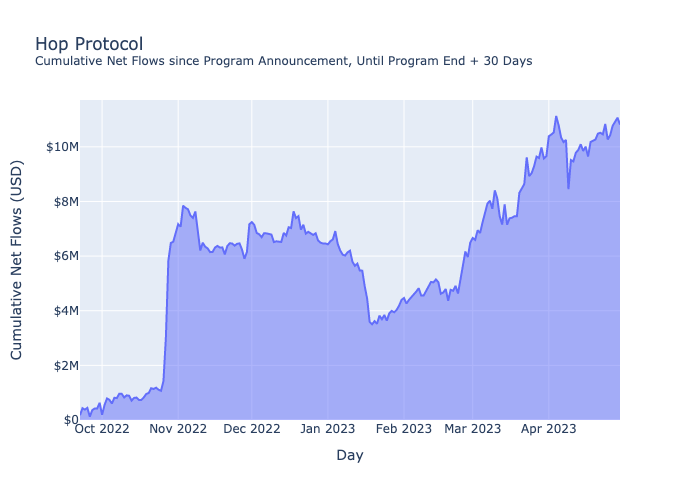 Hop Protocol
Cumulative Net Flows since Program Announcement, Until Program End + 30 Days
Cumulative Net Flows (USD)
$10M
$8M
$6M
$4M
$2M
$0
Oct 2022 Nov 2022 Dec 2022 Jan 2023 Feb 2023 Mar 2023 Apr 2023
Day